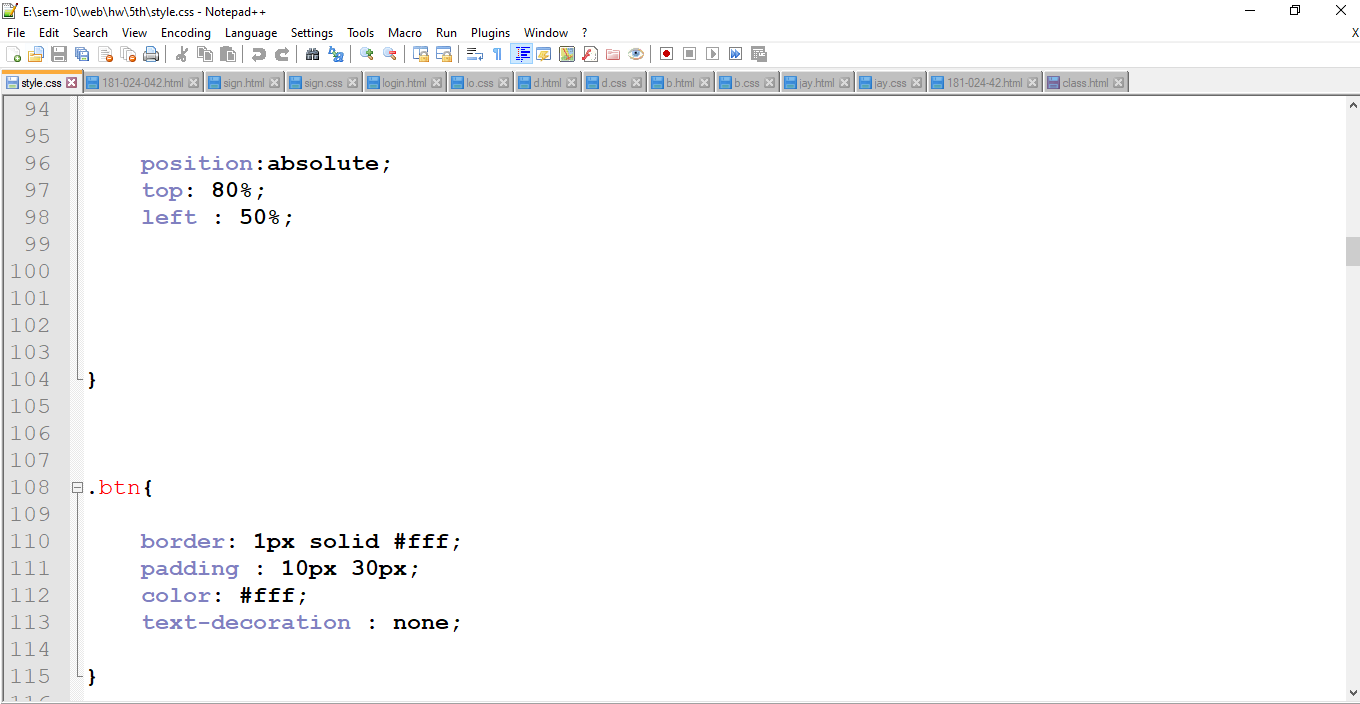 E:\sem-10\web\hw\5th\style.css - Notepad++
File Edit Search View Encoding Language Settings Tools Macro Run Plugins Window ? X
style.css 181-024-042.html sign.html sign.css login.html lo.css d.html d.css b.html b.css jay.html jay.css 181-024-42.html class.html
94
95
96 position:absolute;
97 top: 80%;
98 left : 50%;
99
100
101
102
103
104 }
105
106
107
108 .btn{
109
110 border: 1px solid #fff;
111 padding : 10px 30px;
112 color: #fff;
113 text-decoration : none;
114
115 }
116